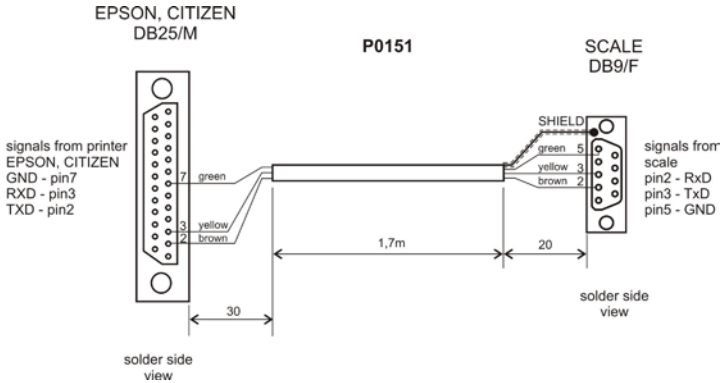 EPSON, CITIZEN
DB25/M
P0151
SCALE
DB9/F
SHIELD
signals from printer
EPSON, CITIZEN
GND - pin7
RXD - pin3
TXD - pin2
7 green
3 yellow
2 brown
green 5
yellow 3
brown 2
signals from
scale
pin2 - RxD
pin3 - TxD
pin5 - GND
1,7m
20
30
solder side
view
solder side
view